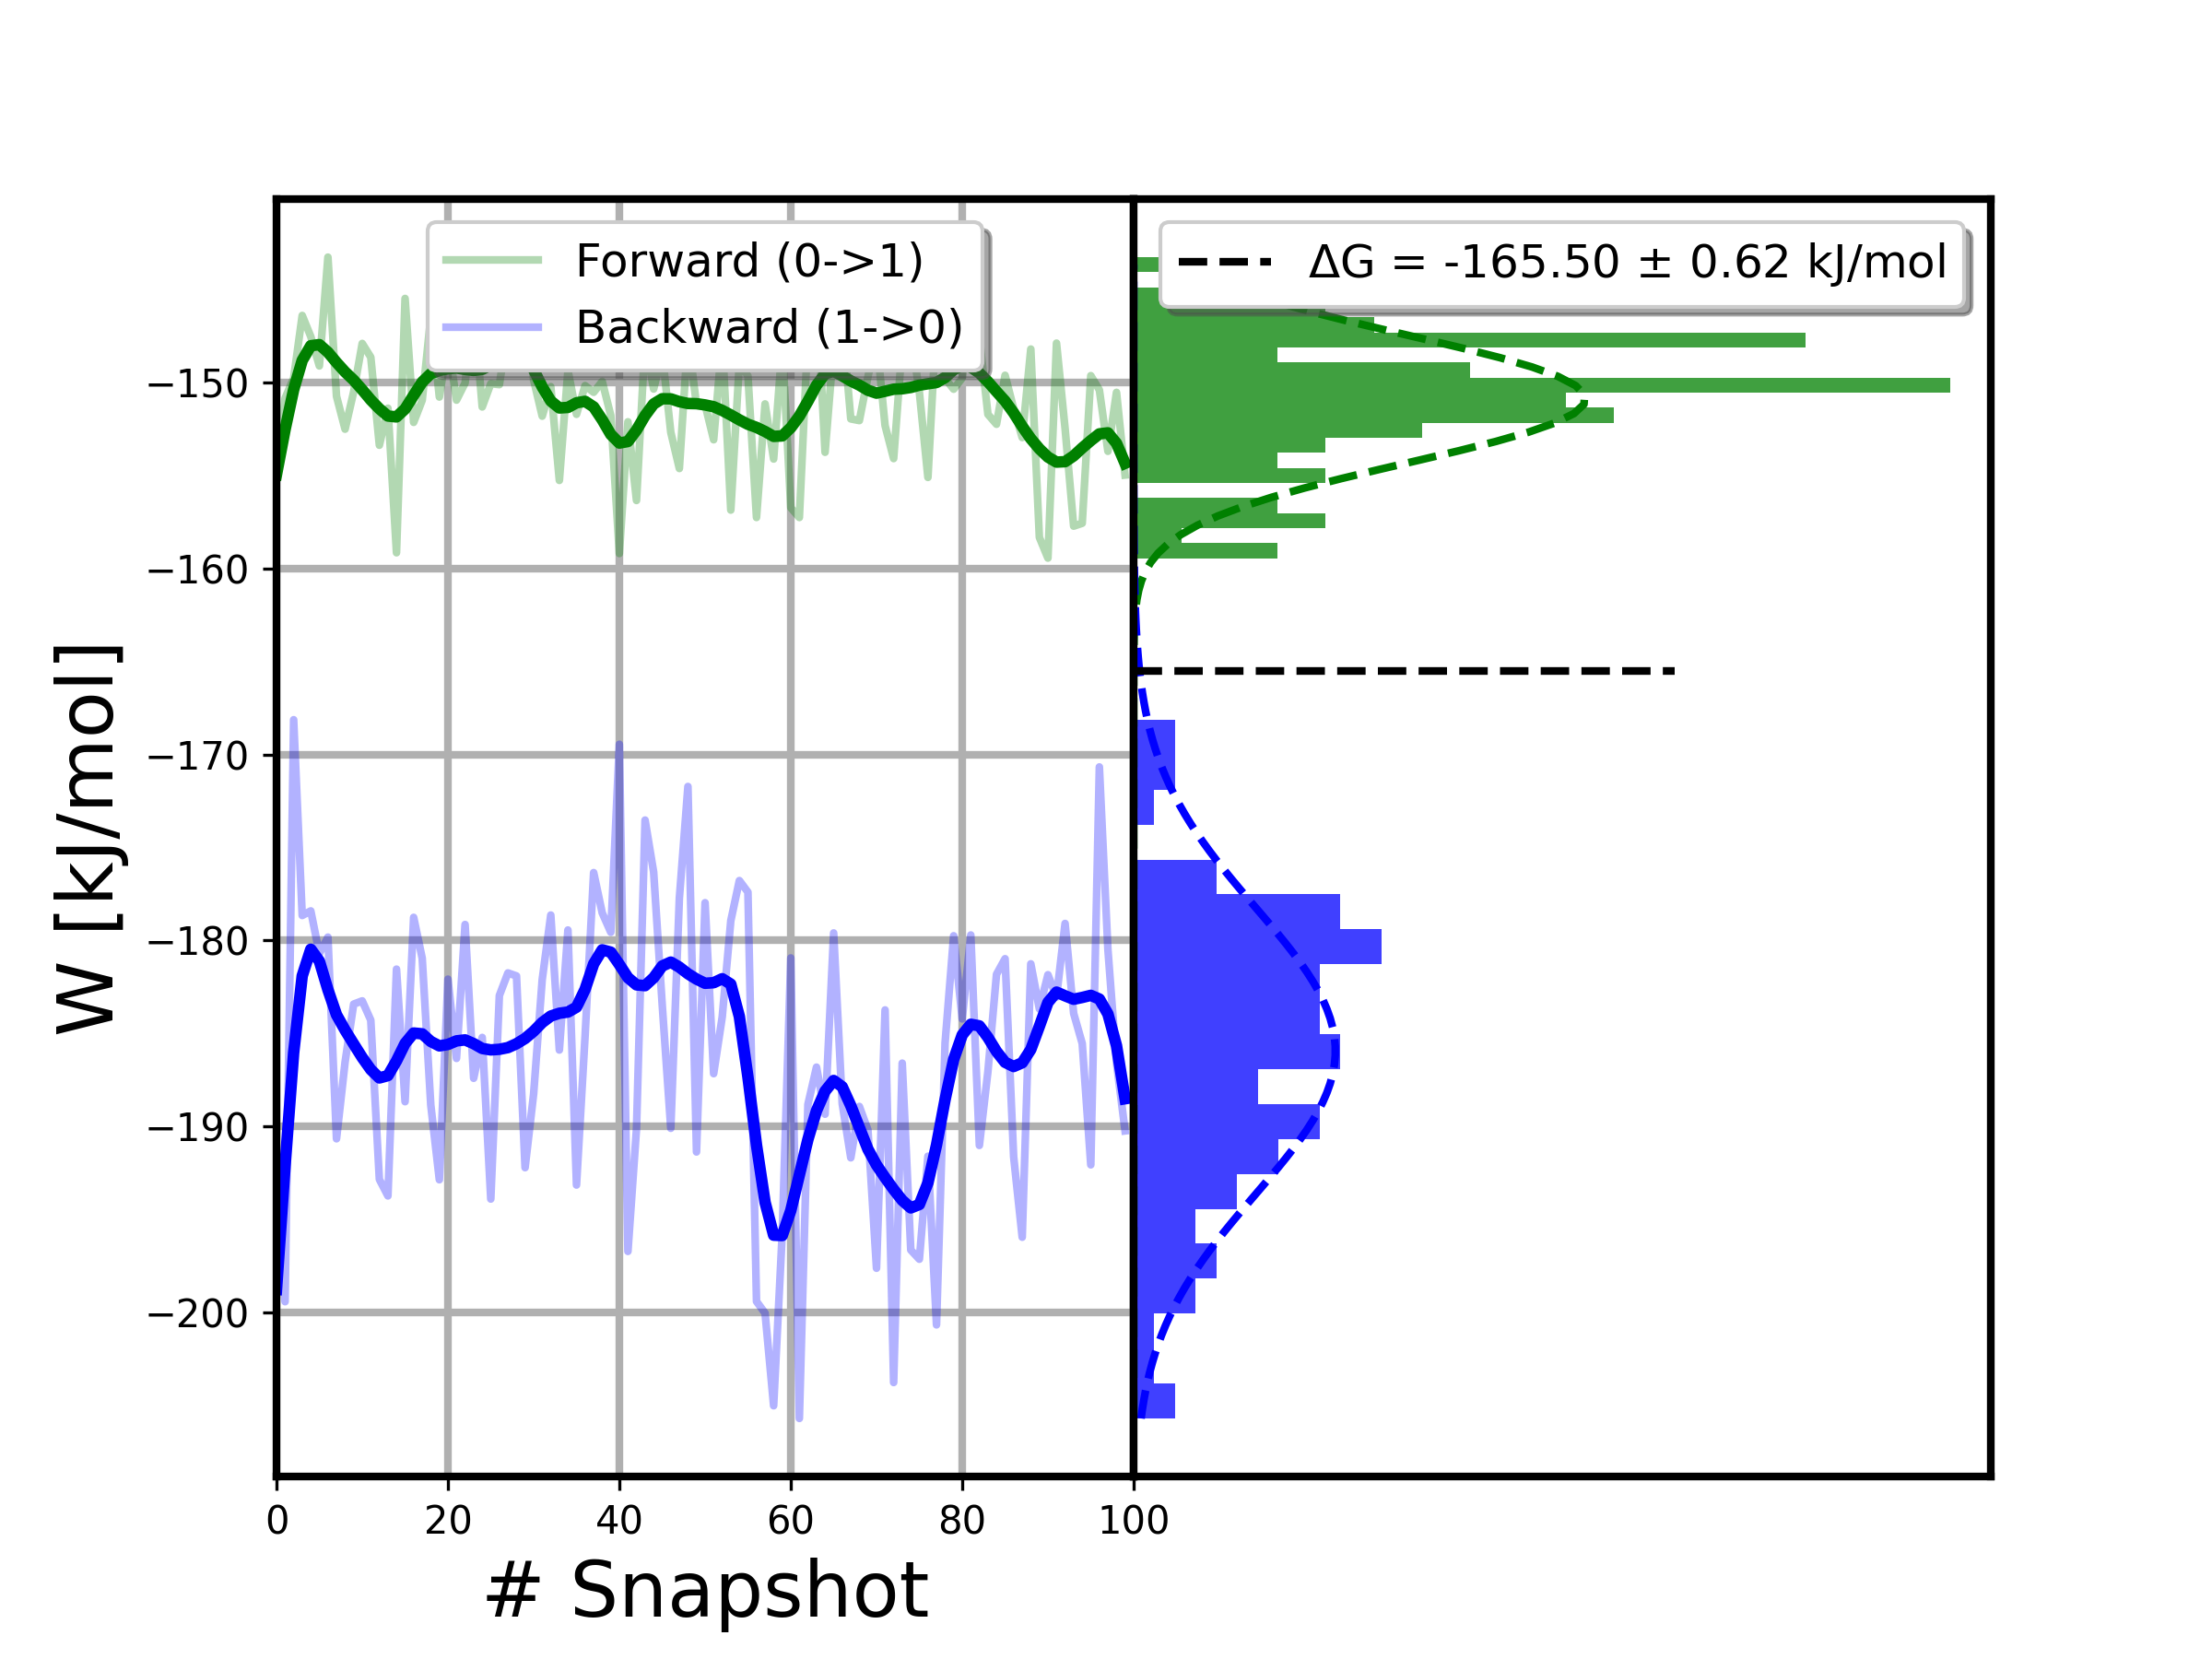 Forward (0->1)
Backward (1->0)
ΔG = -165.50 ± 0.62 kJ/mol
W [kJ/mol]
−150
−160
−170
−180
−190
−200
0 20 40 60 80 100
# Snapshot